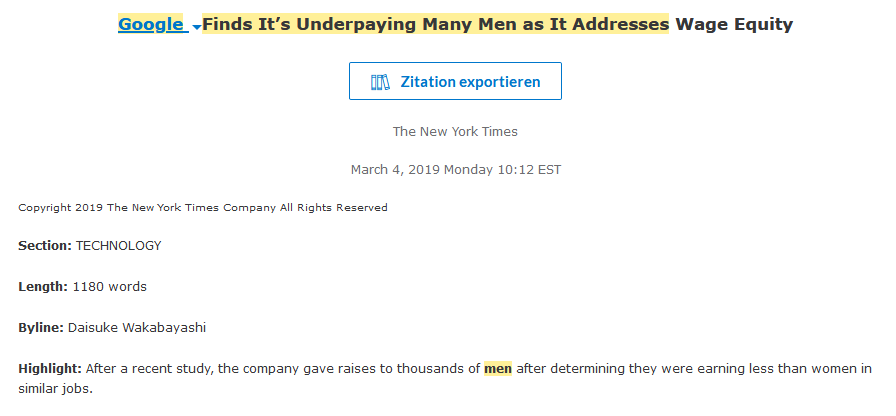 Google Finds It’s Underpaying Many Men as It Addresses Wage Equity
Zitation exportieren
The New York Times
March 4, 2019 Monday 10:12 EST
Copyright 2019 The New York Times Company All Rights Reserved
Section: TECHNOLOGY
Length: 1180 words
Byline: Daisuke Wakabayashi
Highlight: After a recent study, the company gave raises to thousands of men after determining they were earning less than women in
similar jobs.